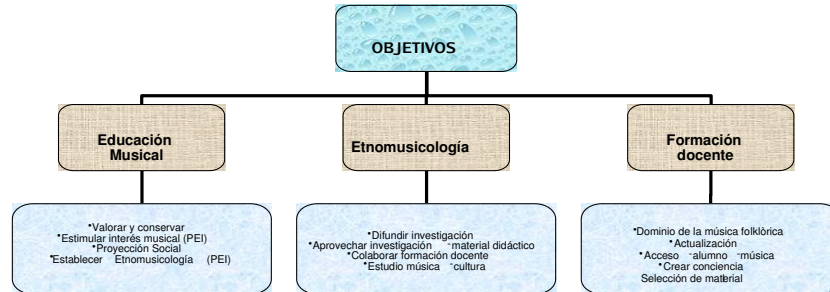 OBJETIVOS
Educación
Musical
Etnomusicología
Formación
docente
•Valorar y conservar
•Estimular interés musical (PEI)
•Proyección Social
•Establecer Etnomusicología (PEI)
•Difundir investigación
•Aprovechar investigación -material didáctico
•Colaborar formación docente
•Estudio música -cultura
•Dominio de la música folklòrica
•Actualización
•Acceso -alumno -música
•Crear conciencia
Selección de material